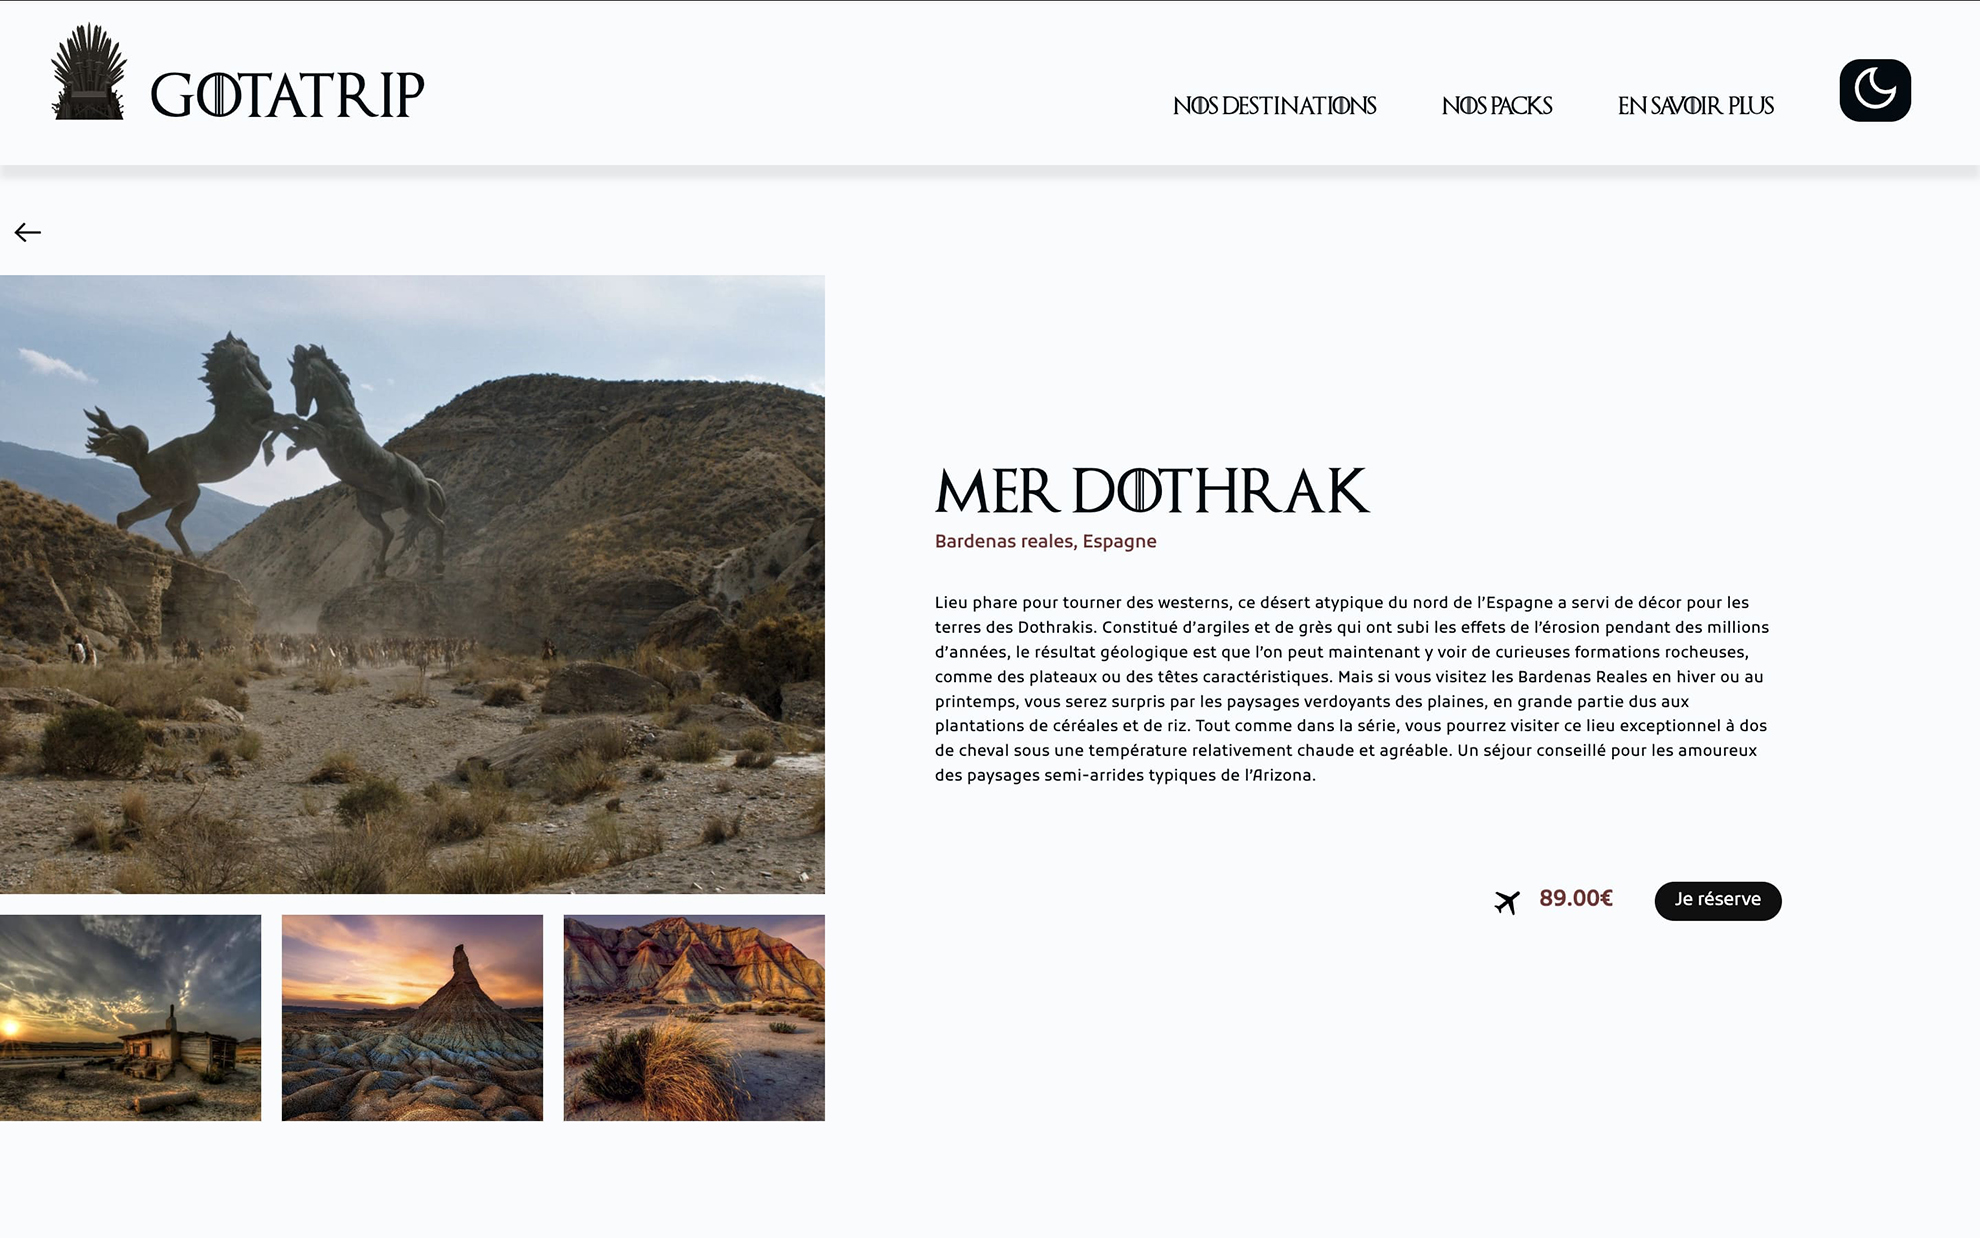 GOTATRIP
NOS DESTINATIONS
NOS PACKS
EN SAVOIR PLUS
MER DOTHRAK
Bardenas reales, Espagne
Lieu phare pour tourner des westerns, ce désert atypique du nord de l'Espagne a servi de décor pour les
terres des Dothrakis. Constitué d'argiles et de grès qui ont subi les effets de l'érosion pendant des millions
d'années, le résultat géologique est que l'on peut maintenant y voir de curieuses formations rocheuses,
comme des plateaux ou des têtes caractéristiques. Mais si vous visitez les Bardenas Reales en hiver ou au
printemps, vous serez surpris par les paysages verdoyants des plaines, en grande partie dus aux
plantations de céréales et de riz. Tout comme dans la série, vous pourrez visiter ce lieu exceptionnel à dos
de cheval sous une température relativement chaude et agréable. Un séjour conseillé pour les amoureux
des paysages semi-arrides typiques de l'Arizona.
89.00€
Je réserve